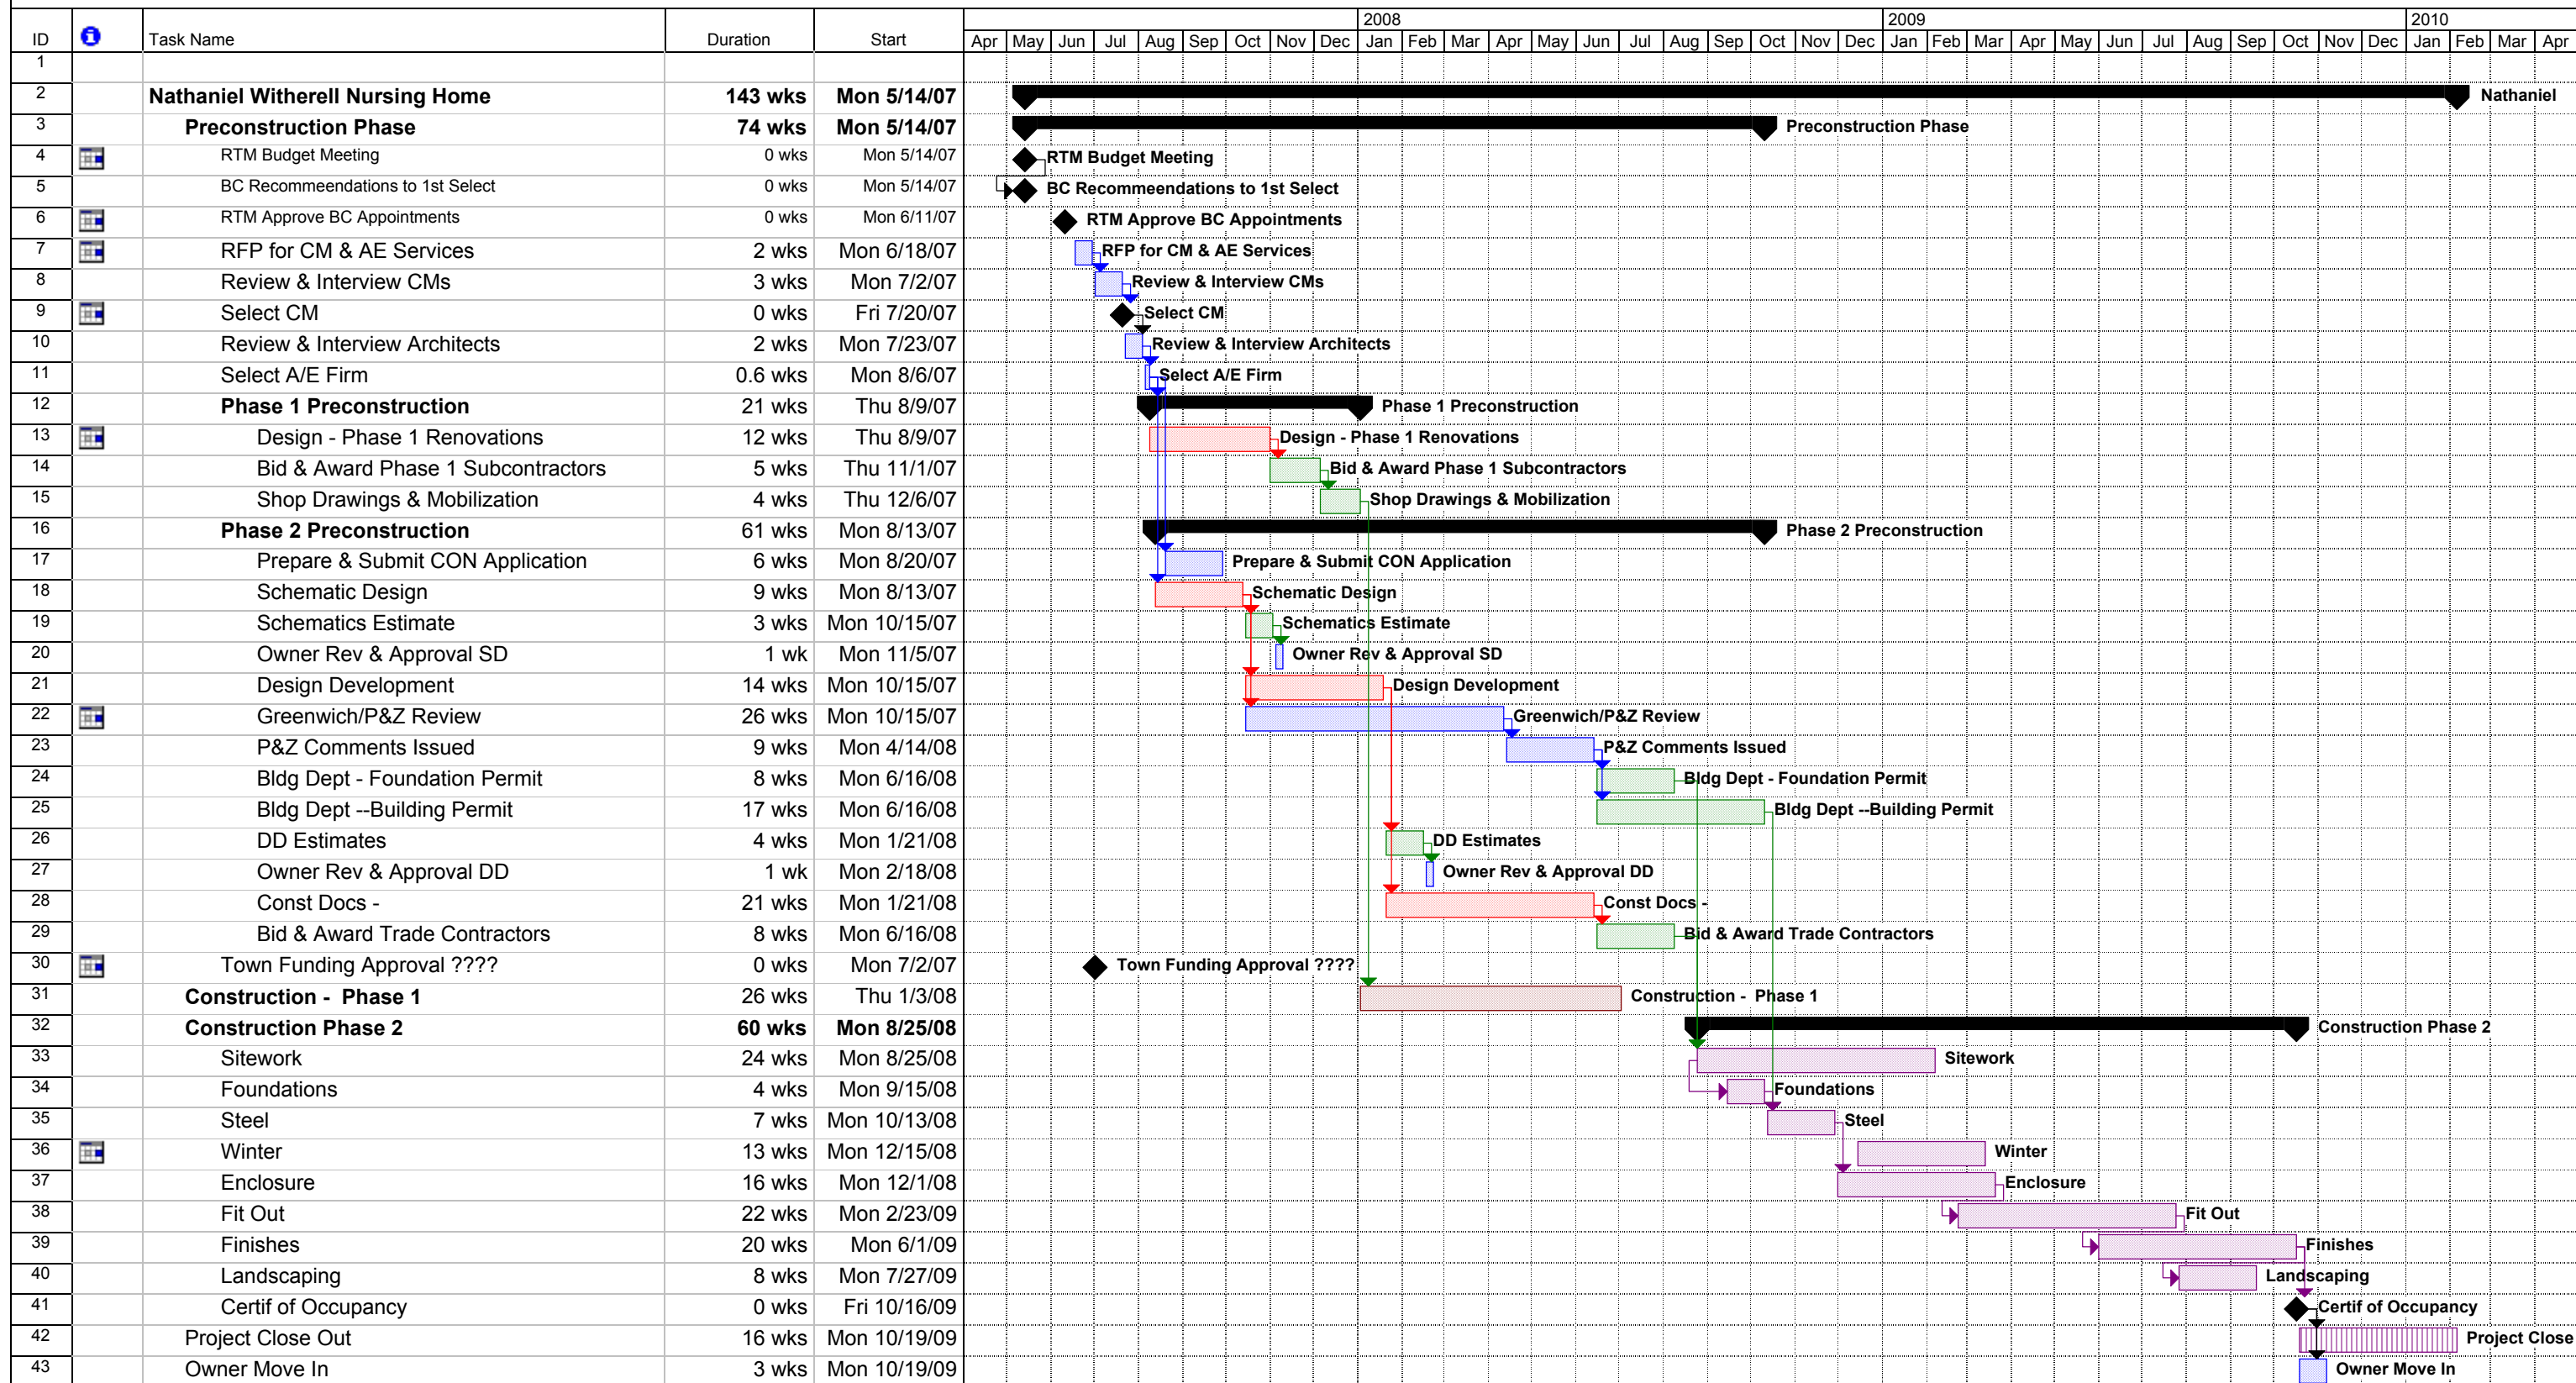 2008 2009 2010
ID Task Name Duration Start Apr May Jun Jul Aug Sep Oct Nov Dec Jan Feb Mar Apr May Jun Jul Aug Sep Oct Nov Dec Jan Feb Mar Apr May Jun Jul Aug Sep Oct Nov Dec Jan Feb Mar Apr
1
2 Nathaniel Witherell Nursing Home 143 wks Mon 5/14/07 Nathaniel
3 Preconstruction Phase 74 wks Mon 5/14/07 Preconstruction Phase
4 RTM Budget Meeting 0 wks Mon 5/14/07 RTM Budget Meeting
5 BC Recommeendations to 1st Select 0 wks Mon 5/14/07 BC Recommeendations to 1st Select
6 RTM Approve BC Appointments 0 wks Mon 6/11/07 RTM Approve BC Appointments
7 RFP for CM & AE Services 2 wks Mon 6/18/07 RFP for CM & AE Services
8 Review & Interview CMs 3 wks Mon 7/2/07 Review & Interview CMs
9 Select CM 0 wks Fri 7/20/07 Select CM
10 Review & Interview Architects 2 wks Mon 7/23/07 Review & Interview Architects
11 Select A/E Firm 0.6 wks Mon 8/6/07 Select A/E Firm
12 Phase 1 Preconstruction 21 wks Thu 8/9/07 Phase 1 Preconstruction
13 Design - Phase 1 Renovations 12 wks Thu 8/9/07 Design - Phase 1 Renovations
14 Bid & Award Phase 1 Subcontractors 5 wks Thu 11/1/07 Bid & Award Phase 1 Subcontractors
15 Shop Drawings & Mobilization 4 wks Thu 12/6/07 Shop Drawings & Mobilization
16 Phase 2 Preconstruction 61 wks Mon 8/13/07 Phase 2 Preconstruction
17 Prepare & Submit CON Application 6 wks Mon 8/20/07 Prepare & Submit CON Application
18 Schematic Design 9 wks Mon 8/13/07 Schematic Design
19 Schematics Estimate 3 wks Mon 10/15/07 Schematics Estimate
20 Owner Rev & Approval SD 1 wk Mon 11/5/07 Owner Rev & Approval SD
21 Design Development 14 wks Mon 10/15/07 Design Development
22 Greenwich/P&Z Review 26 wks Mon 10/15/07 Greenwich/P&Z Review
23 P&Z Comments Issued 9 wks Mon 4/14/08 P&Z Comments Issued
24 Bldg Dept - Foundation Permit 8 wks Mon 6/16/08 Bldg Dept - Foundation Permit
25 Bldg Dept --Building Permit 17 wks Mon 6/16/08 Bldg Dept --Building Permit
26 DD Estimates 4 wks Mon 1/21/08 DD Estimates
27 Owner Rev & Approval DD 1 wk Mon 2/18/08 Owner Rev & Approval DD
28 Const Docs - 21 wks Mon 1/21/08 Const Docs -
29 Bid & Award Trade Contractors 8 wks Mon 6/16/08 Bid & Award Trade Contractors
30 Town Funding Approval ???? 0 wks Mon 7/2/07 Town Funding Approval ????
31 Construction - Phase 1 26 wks Thu 1/3/08 Construction - Phase 1
32 Construction Phase 2 60 wks Mon 8/25/08 Construction Phase 2
33 Sitework 24 wks Mon 8/25/08 Sitework
34 Foundations 4 wks Mon 9/15/08 Foundations
35 Steel 7 wks Mon 10/13/08 Steel
36 Winter 13 wks Mon 12/15/08 Winter
37 Enclosure 16 wks Mon 12/1/08 Enclosure
38 Fit Out 22 wks Mon 2/23/09 Fit Out
39 Finishes 20 wks Mon 6/1/09 Finishes
40 Landscaping 8 wks Mon 7/27/09 Landscaping
41 Certif of Occupancy 0 wks Fri 10/16/09 Certif of Occupancy
42 Project Close Out 16 wks Mon 10/19/09 Project Close
43 Owner Move In 3 wks Mon 10/19/09 Owner Move In